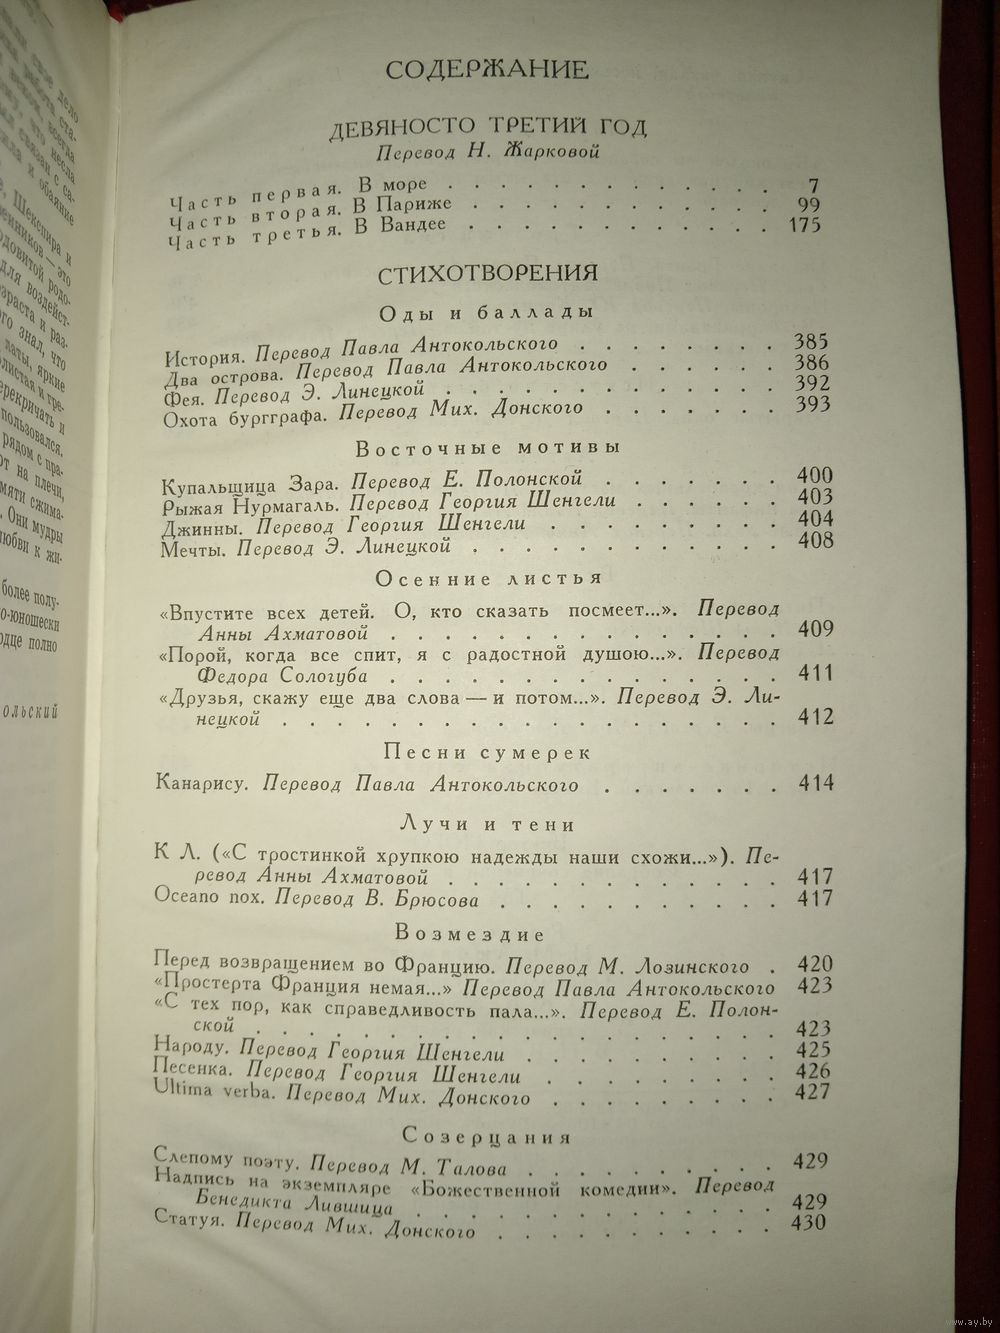 СОДЕРЖАНИЕ
ДЕВЯНОСТО ТРЕТИЙ ГОД
Перевод Н. Жарковой
Часть первая. В море . . . . . . . . . . . . . . 7
Часть вторая. В Париже . . . . . . . . . . . . . 99
Часть третья. В Вандее . . . . . . . . . . . . . 175
СТИХОТВОРЕНИЯ
Оды и баллады
История. Перевод Павла Антокольского . . . . . . . . 385
Два острова. Перевод Павла Антокольского . . . . . . 386
Фея. Перевод Э. Линецкой . . . . . . . . . . . . . 392
Охота бургграфа. Перевод Мих. Донского . . . . . . . 393
Восточные мотивы
Купальщица Зара. Перевод Е. Полонской . . . . . . . 400
Рыжая Нурмагаль. Перевод Георгия Шенгели . . . . . . 403
Джинны. Перевод Георгия Шенгели . . . . . . . . . 404
Мечты. Перевод Э. Линецкой . . . . . . . . . . . . 408
Осенние листья
«Впустите всех детей. О, кто сказать посмеет...». Перевод
Анны Ахматовой . . . . . . . . . . . . . . . 409
«Порой, когда все спит, я с радостной душою...». Перевод
Федора Сологуба . . . . . . . . . . . . . . . 411
«Друзья, скажу еще два слова — и потом...». Перевод Э. Ли-
нецкой . . . . . . . . . . . . . . . . . . . 412
Песни сумерек
Канарису. Перевод Павла Антокольского . . . . . . . 414
Лучи и тени
К Л. («С тростинкой хрупкою надежды наши схожи...»). Пе-
ревод Анны Ахматовой . . . . . . . . . . . . . 417
Oceano nox. Перевод В. Брюсова . . . . . . . . . . . 417
Возмездие
Перед возвращением во Францию. Перевод М. Лозинского . 420
«Простерта Франция немая...» Перевод Павла Антокольского 423
«С тех пор, как справедливость пала...». Перевод Е. Полон-
ской . . . . . . . . . . . . . . . . . . . . 423
Народу. Перевод Георгия Шенгели . . . . . . . . . . 425
Песенка. Перевод Георгия Шенгели . . . . . . . . . 426
Ultima verba. Перевод Мих. Донского . . . . . . . . . 427
Созерцания
Слепому поэту. Перевод М. Талова . . . . . . . . . . 429
Надпись на экземпляре «Божественной комедии». Перевод
Бенедикта Лившица . . . . . . . . . . . . . . 429
Статуя. Перевод Мих. Донского . . . . . . . . . . . 430
www.ay.by